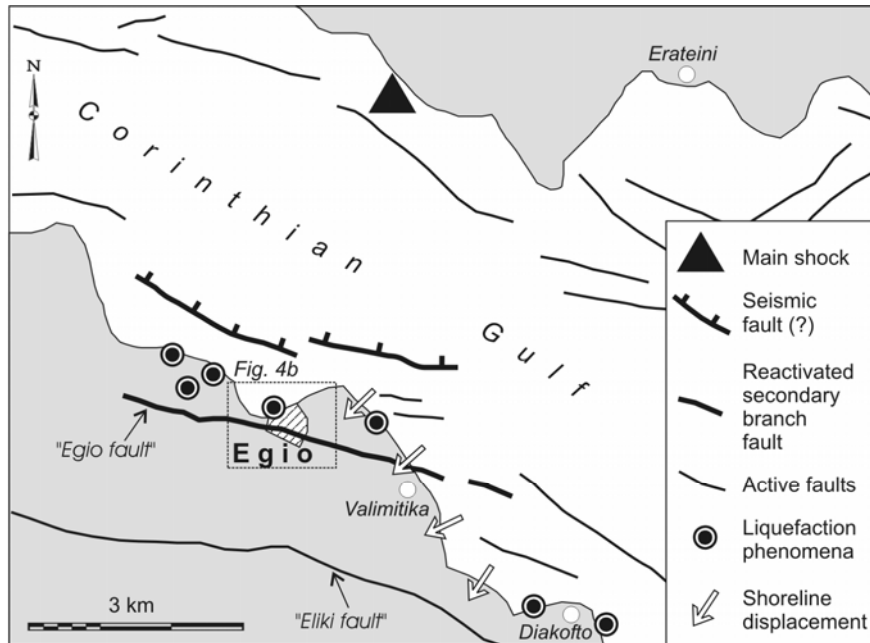 Erateini
N
Corinthian
Gulf
Fig. 4b
"Egio fault"
Egio
Valimitika
3 km
"Eliki fault"
Diakofto
Main shock
Seismic
fault (?)
Reactivated
secondary
branch
fault
Active faults
Liquefaction
phenomena
Shoreline
displacement